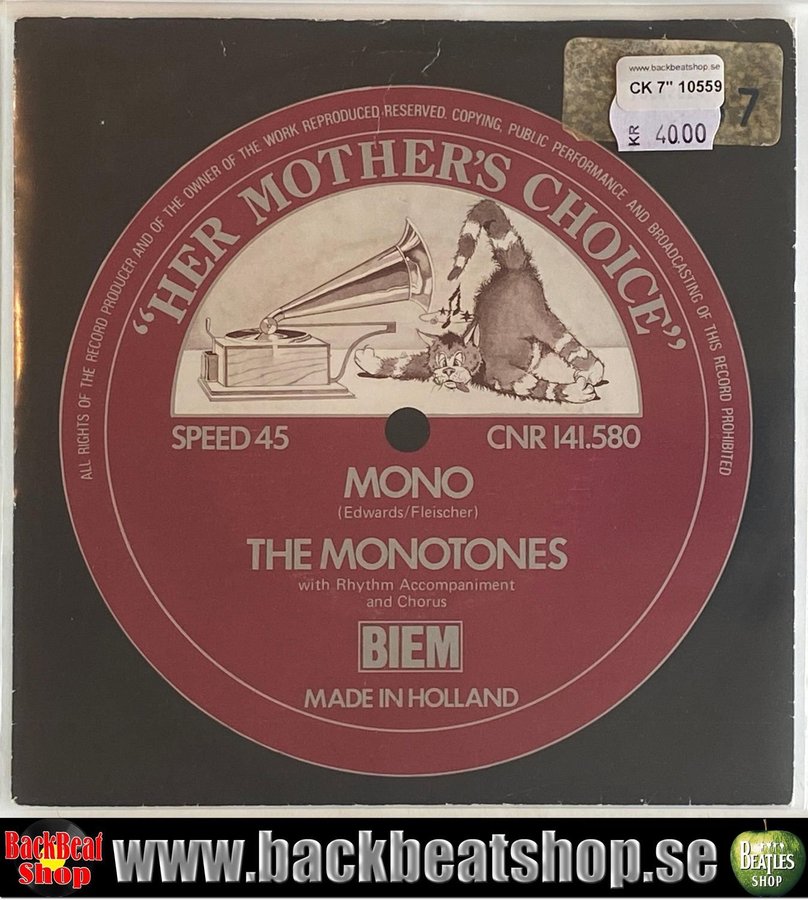 www.backbeatshop.se
CK 7" 10559
KR 40.00
7
ALL RIGHTS OF THE RECORD PRODUCER AND OF THE OWNER OF THE WORK REPRODUCED RESERVED. COPYING, PUBLIC PERFORMANCE AND BROADCASTING OF THIS RECORD PROHIBITED
"HER MOTHER'S CHOICE"
SPEED 45
CNR 141.580
MONO
(Edwards/Fleischer)
THE MONOTONES
with Rhythm Accompaniment
and Chorus
BIEM
MADE IN HOLLAND
BackBeat
Shop
www.backbeatshop.se
BEATLES
SHOP